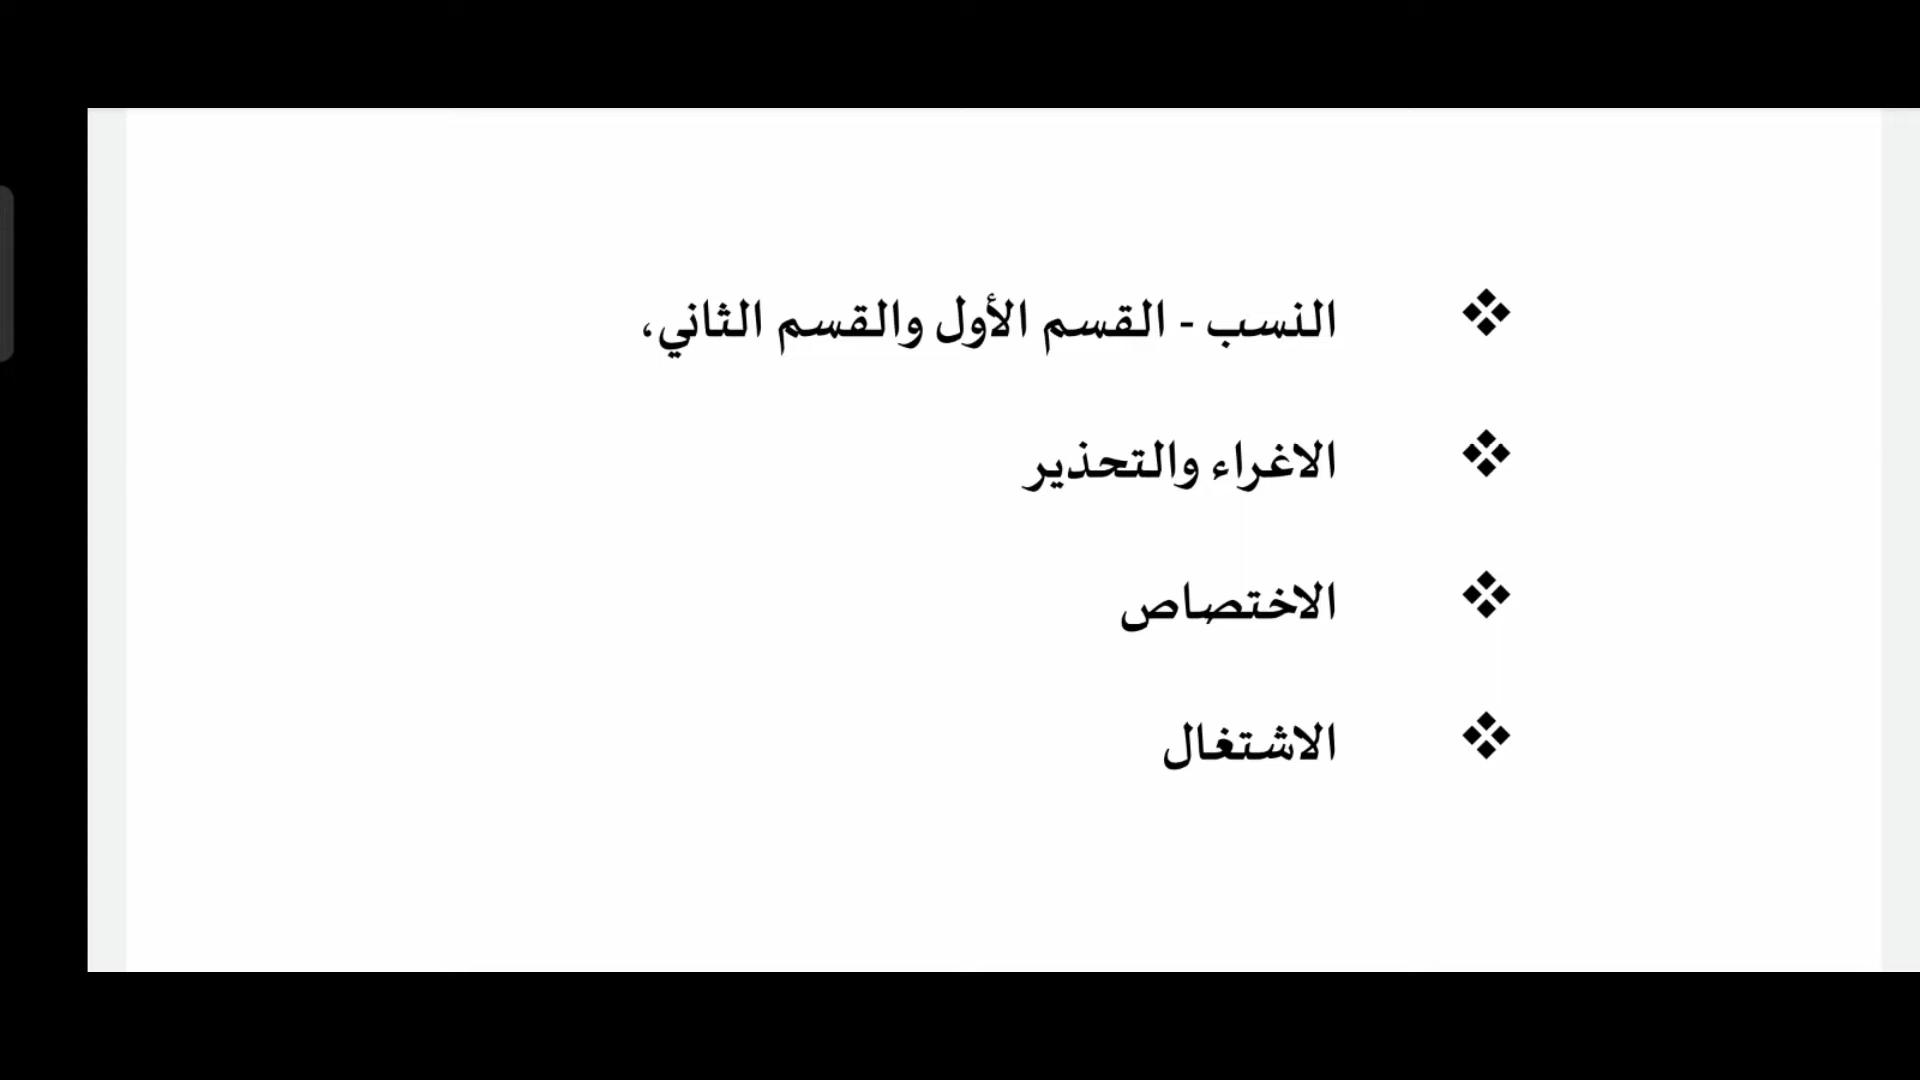 ❖ النسب - القسم الأول والقسم الثاني،
❖ الاغراء والتحذير
❖ الاختصاص
❖ الاشتغال